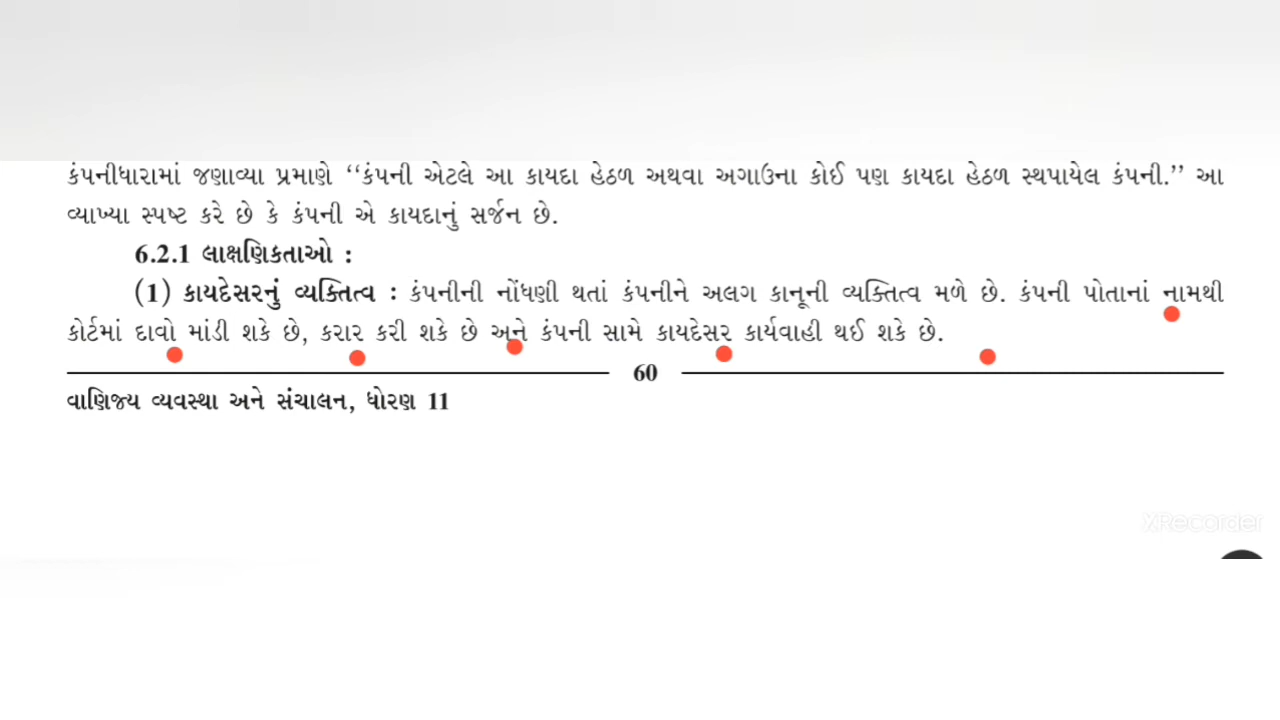 કંપનીધારામાં જણાવ્યા પ્રમાણે ‘‘કંપની એટલે આ કાયદા હેઠળ અથવા અગાઉના કોઈ પણ કાયદા હેઠળ સ્થપાયેલ કંપની.’’ આ
વ્યાખ્યા સ્પષ્ટ કરે છે કે કંપની એ કાયદાનું સર્જન છે.
6.2.1 લાક્ષણિકતાઓ :
(1) કાયદેસરનું વ્યક્તિત્વ : કંપનીની નોંધણી થતાં કંપનીને અલગ કાનૂની વ્યક્તિત્વ મળે છે. કંપની પોતાનાં નામથી
કોર્ટમાં દાવો માંડી શકે છે, કરાર કરી શકે છે અને કંપની સામે કાયદેસર કાર્યવાહી થઈ શકે છે.
60
વાણિજ્ય વ્યવસ્થા અને સંચાલન, ધોરણ 11
XRecorder